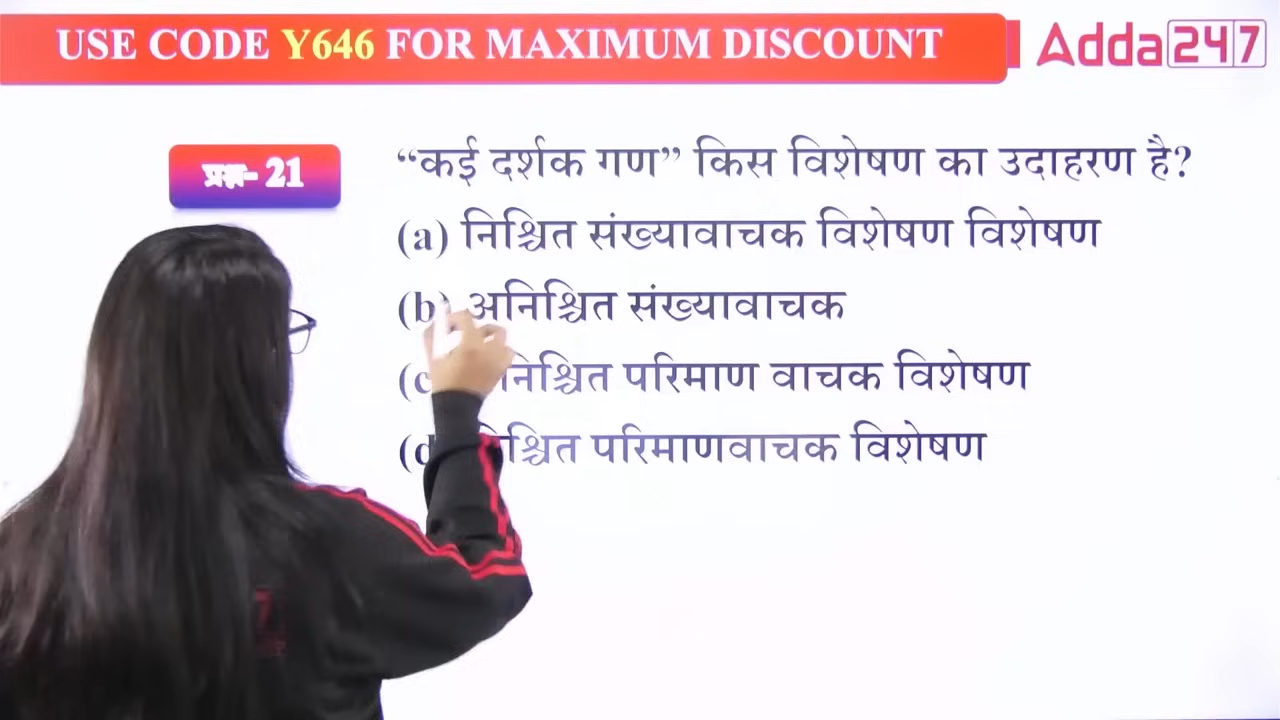 USE CODE Y646 FOR MAXIMUM DISCOUNT
Adda247
प्रश्न- 21
“कई दर्शक गण” किस विशेषण का उदाहरण है?
(a) निश्चित संख्यावाचक विशेषण विशेषण
(b) अनिश्चित संख्यावाचक
परिमाण वाचक विशेषण
परिमाणवाचक विशेषण